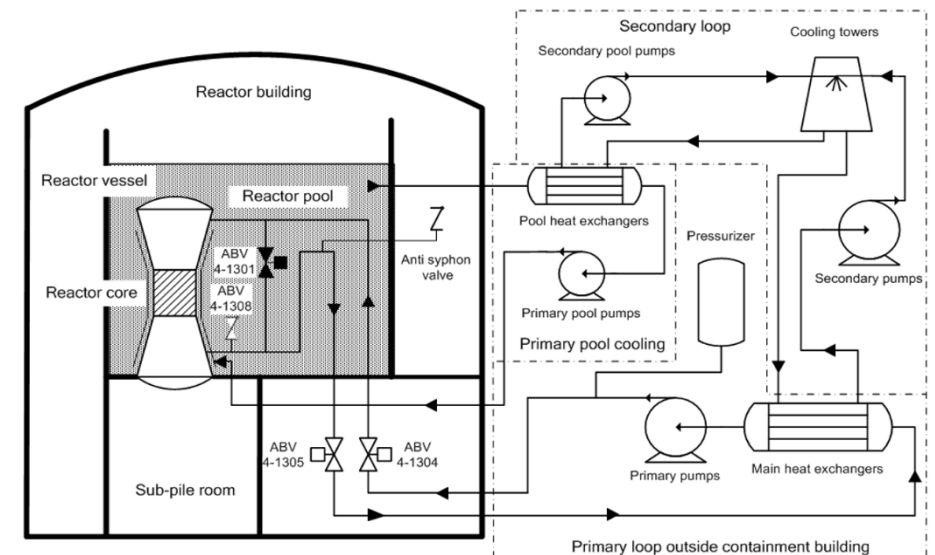 Secondary loop
Cooling towers
Secondary pool pumps
Reactor building
Reactor vessel
Reactor pool
Pool heat exchangers
Pressurizer
ABV
4-1301
Anti syphon
valve
Secondary pumps
Reactor core
ABV
4-1308
Primary pool pumps
Primary pool cooling
ABV
4-1305
ABV
4-1304
Primary pumps
Main heat exchangers
Sub-pile room
Primary loop outside containment building